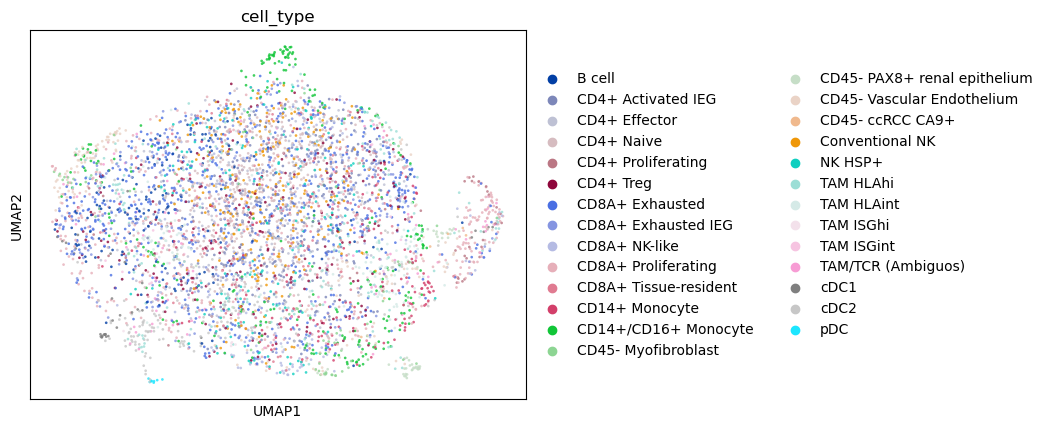 cell_type
UMAP2
UMAP1
B cell
CD4+ Activated IEG
CD4+ Effector
CD4+ Naive
CD4+ Proliferating
CD4+ Treg
CD8A+ Exhausted
CD8A+ Exhausted IEG
CD8A+ NK-like
CD8A+ Proliferating
CD8A+ Tissue-resident
CD14+ Monocyte
CD14+/CD16+ Monocyte
CD45- Myofibroblast
CD45- PAX8+ renal epithelium
CD45- Vascular Endothelium
CD45- ccRCC CA9+
Conventional NK
NK HSP+
TAM HLAhi
TAM HLAint
TAM ISGhi
TAM ISGint
TAM/TCR (Ambiguos)
cDC1
cDC2
pDC